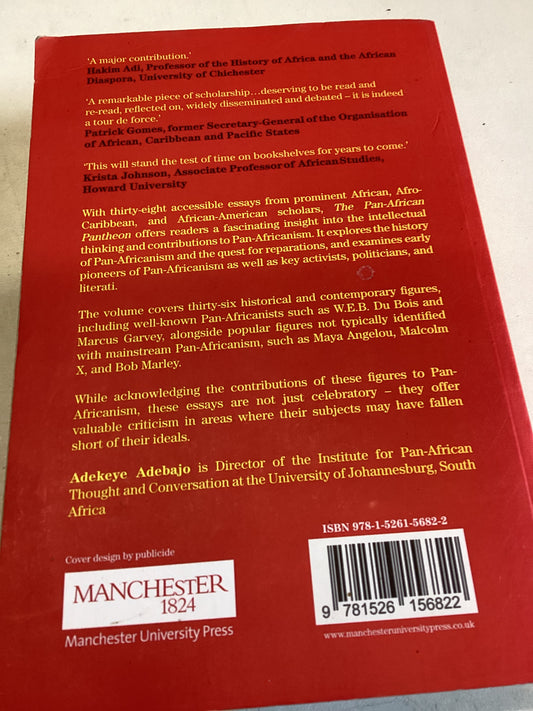 'A major contribution.'
Hakim Adi, Professor of the History of Africa and the African
Diaspora, University of Chichester
'A remarkable piece of scholarship…deserving to be read and
re-read, reflected on, widely disseminated and debated – it is indeed
a tour de force.'
Patrick Gomes, former Secretary-General of the Organisation
of African, Caribbean and Pacific States
'This will stand the test of time on bookshelves for years to come.'
Krista Johnson, Associate Professor of African Studies,
Howard University
With thirty-eight accessible essays from prominent African, Afro-
Caribbean, and African-American scholars, The Pan-African
Pantheon offers readers a fascinating insight into the intellectual
thinking and contributions to Pan-Africanism. It explores the history
of Pan-Africanism and the quest for reparations, and examines early
pioneers of Pan-Africanism as well as key activists, politicians, and
literati.
The volume covers thirty-six historical and contemporary figures,
including well-known Pan-Africanists such as W.E.B. Du Bois and
Marcus Garvey, alongside popular figures not typically identified
with mainstream Pan-Africanism, such as Maya Angelou, Malcolm
X, and Bob Marley.
While acknowledging the contributions of these figures to Pan-
Africanism, these essays are not just celebratory – they offer
valuable criticism in areas where their subjects may have fallen
short of their ideals.
Adekeye Adebajo is Director of the Institute for Pan-African
Thought and Conversation at the University of Johannesburg, South
Africa
ISBN 978-1-5261-5682-2
Cover design by publicide
MANCHESTER
1824
Manchester University Press
9 781526 156822
www.manchesteruniversitypress.co.uk